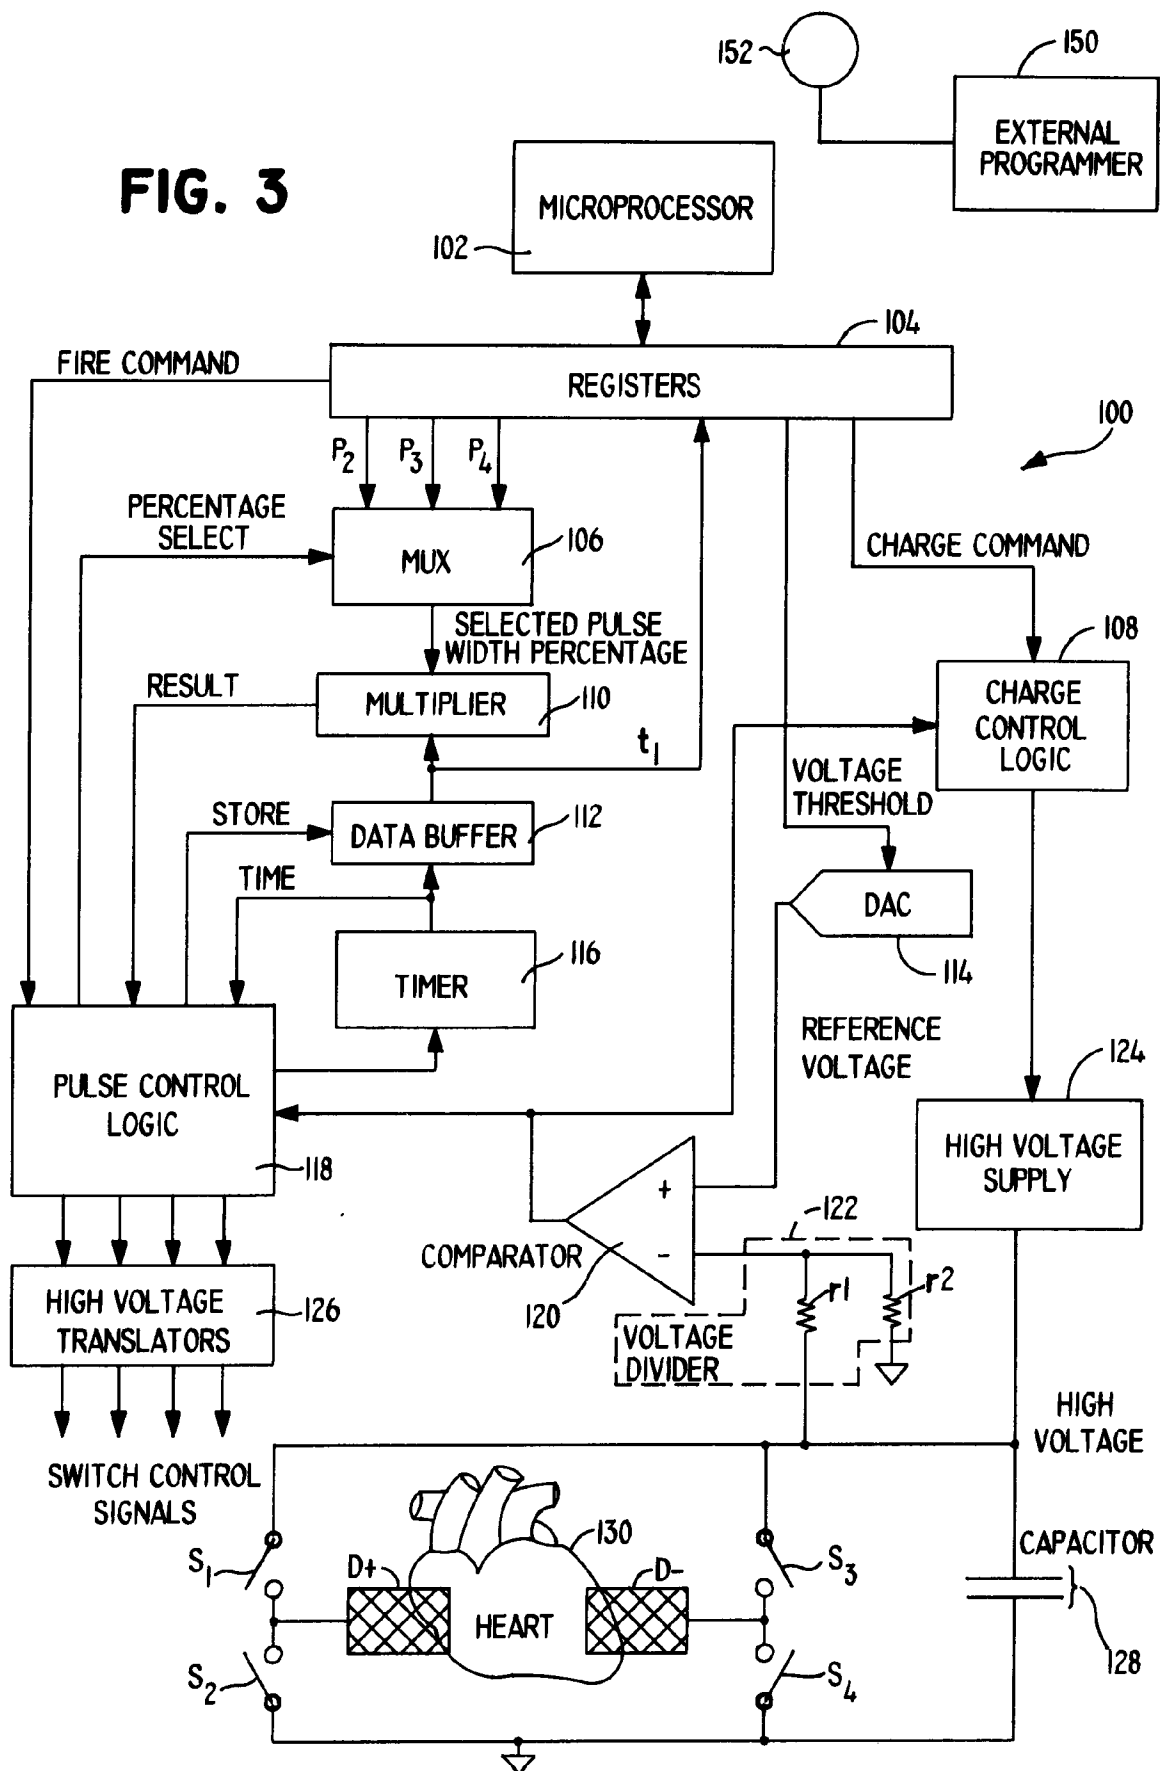 152
150
EXTERNAL
PROGRAMMER
FIG. 3
MICROPROCESSOR
102
104
FIRE COMMAND
REGISTERS
100
P2
P3
P4
PERCENTAGE
SELECT
MUX
106
CHARGE COMMAND
SELECTED PULSE
WIDTH PERCENTAGE
108
RESULT
MULTIPLIER
110
CHARGE
CONTROL
LOGIC
t1
VOLTAGE
THRESHOLD
STORE
DATA BUFFER
112
TIME
DAC
114
TIMER
116
REFERENCE
VOLTAGE
124
PULSE CONTROL
LOGIC
118
HIGH VOLTAGE
SUPPLY
+
-
122
COMPARATOR
120
r1
r2
HIGH VOLTAGE
TRANSLATORS
126
VOLTAGE
DIVIDER
HIGH
VOLTAGE
SWITCH CONTROL
SIGNALS
130
CAPACITOR
S1
D+
D-
S3
HEART
128
S2
S4